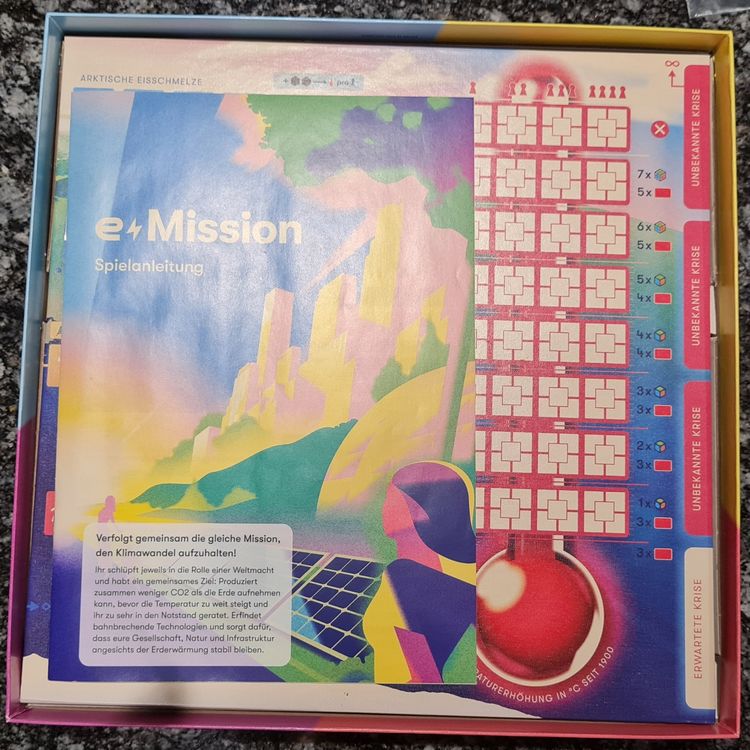 ARKTISCHE EISSCHMELZE
pro
∞
e Mission
Spielanleitung
Verfolgt gemeinsam die gleiche Mission,
den Klimawandel aufzuhalten!
Ihr schlüpft jeweils in die Rolle einer Weltmacht
und habt ein gemeinsames Ziel: Produziert
zusammen weniger CO2 als die Erde aufnehmen
kann, bevor die Temperatur zu weit steigt und
ihr zu sehr in den Notstand geratet. Erfindet
bahnbrechende Technologien und sorgt dafür,
dass eure Gesellschaft, Natur und Infrastruktur
angesichts der Erderwärmung stabil bleiben.
7x
5x
6x
5x
5x
4x
4x
4x
3x
3x
2x
3x
1x
3x
3x
UNBEKANNTE KRISE
UNBEKANNTE KRISE
UNBEKANNTE KRISE
ERWARTETE KRISE
ATURERHÖHUNG IN °C SEIT 1900